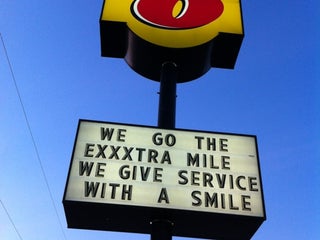 WE GO THE
EXXXTRA MILE
WE GIVE SERVICE
WITH A SMILE